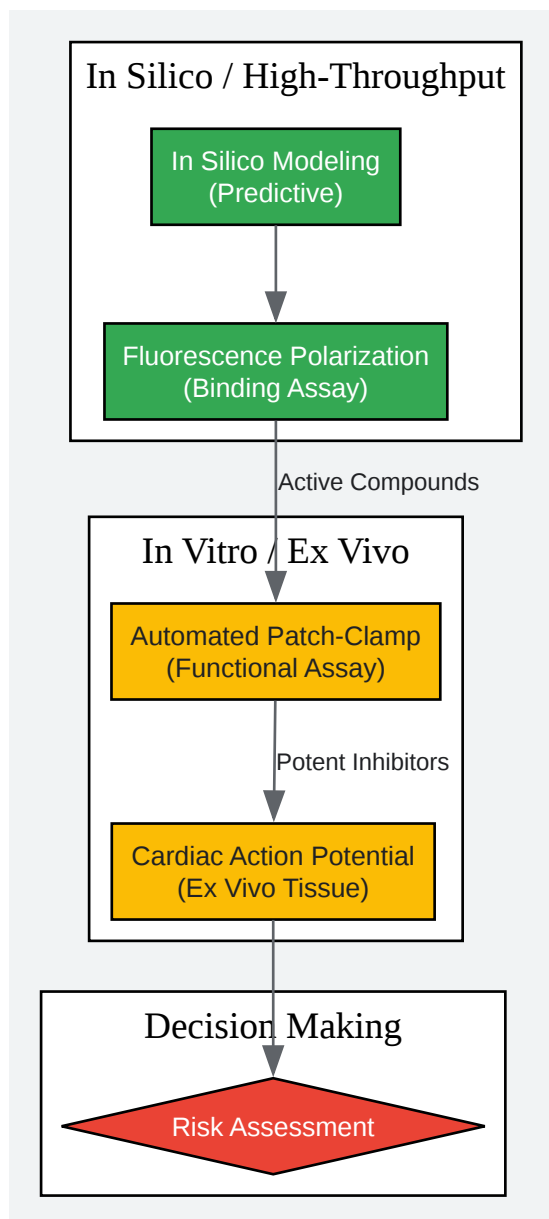 In Silico / High-Throughput
In Silico Modeling
(Predictive)
Fluorescence Polarization
(Binding Assay)
Active Compounds
In Vitro / Ex Vivo
Automated Patch-Clamp
(Functional Assay)
Potent Inhibitors
Cardiac Action Potential
(Ex Vivo Tissue)
Decision Making
Risk Assessment